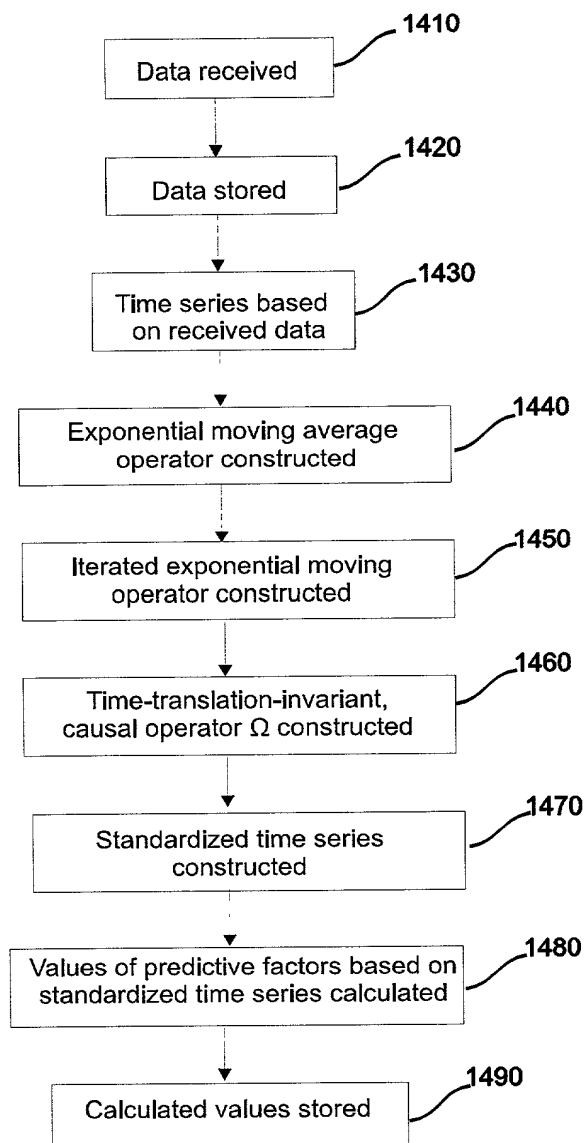 1410
Data received
1420
Data stored
1430
Time series based
on received data
1440
Exponential moving average
operator constructed
1450
Iterated exponential moving
operator constructed
1460
Time-translation-invariant,
causal operator Ω constructed
1470
Standardized time series
constructed
1480
Values of predictive factors based on
standardized time series calculated
1490
Calculated values stored